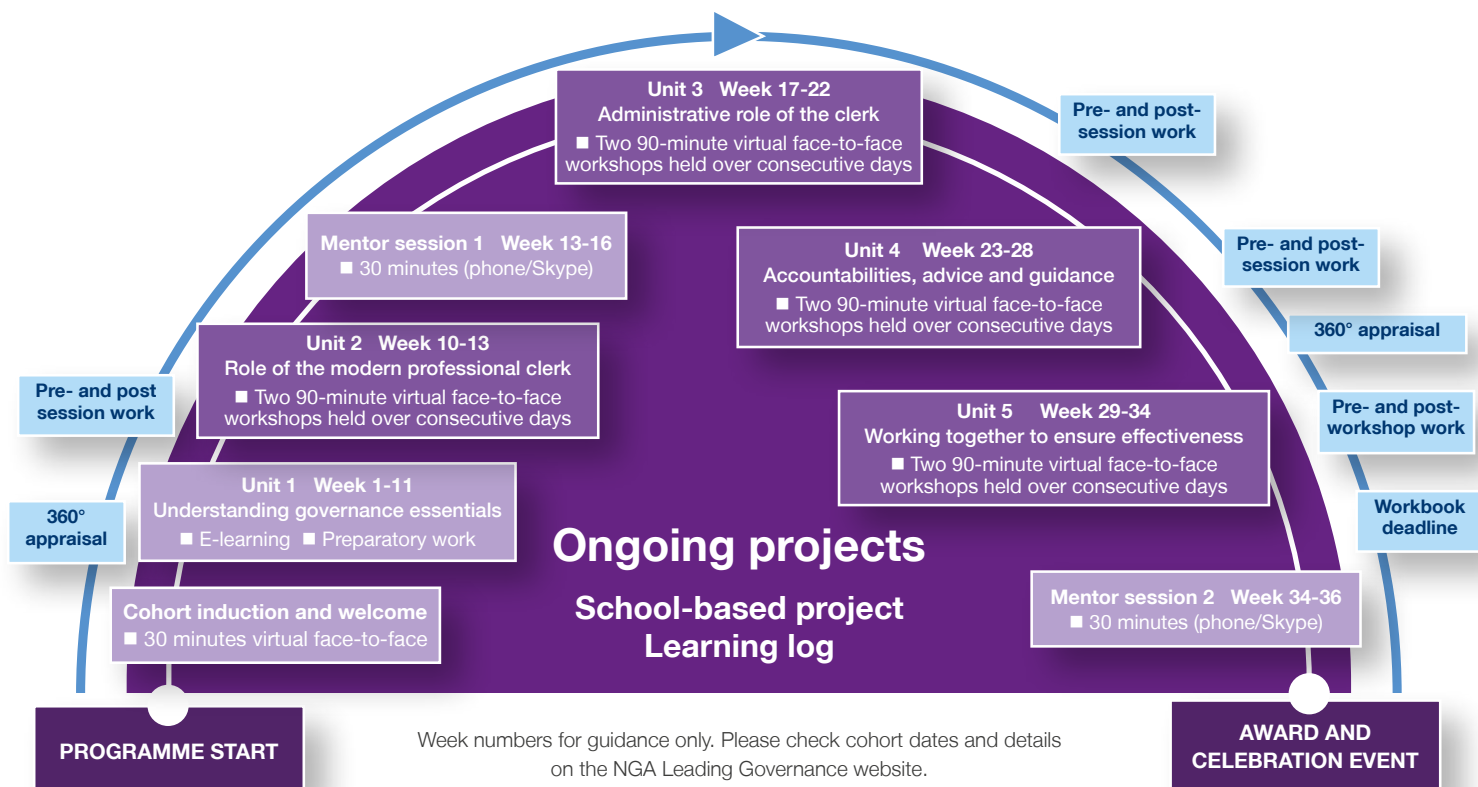 Unit 3 Week 17-22
Administrative role of the clerk
■ Two 90-minute virtual face-to-face
workshops held over consecutive days
Pre- and post-
session work
Mentor session 1 Week 13-16
■ 30 minutes (phone/Skype)
Unit 4 Week 23-28
Accountabilities, advice and guidance
■ Two 90-minute virtual face-to-face
workshops held over consecutive days
Pre- and post-
session work
360° appraisal
Unit 2 Week 10-13
Role of the modern professional clerk
■ Two 90-minute virtual face-to-face
workshops held over consecutive days
Pre- and post
session work
Unit 5 Week 29-34
Working together to ensure effectiveness
■ Two 90-minute virtual face-to-face
workshops held over consecutive days
Pre- and post-
workshop work
Unit 1 Week 1-11
Understanding governance essentials
■ E-learning ■ Preparatory work
360°
appraisal
Workbook
deadline
Ongoing projects
School-based project
Learning log
Cohort induction and welcome
■ 30 minutes virtual face-to-face
Mentor session 2 Week 34-36
■ 30 minutes (phone/Skype)
PROGRAMME START
Week numbers for guidance only. Please check cohort dates and details
on the NGA Leading Governance website.
AWARD AND
CELEBRATION EVENT